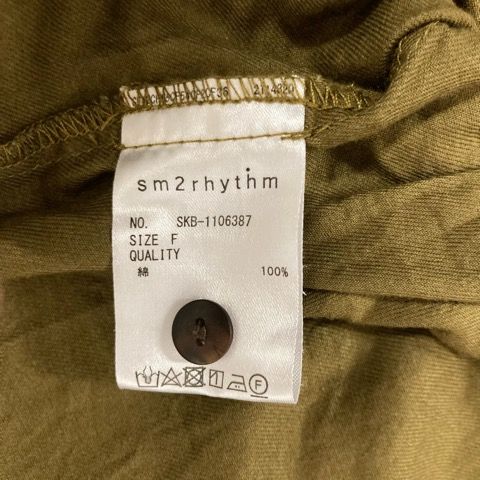 sm2rhythm
NO. SKB-1106387
SIZE F
QUALITY
綿 100%
F